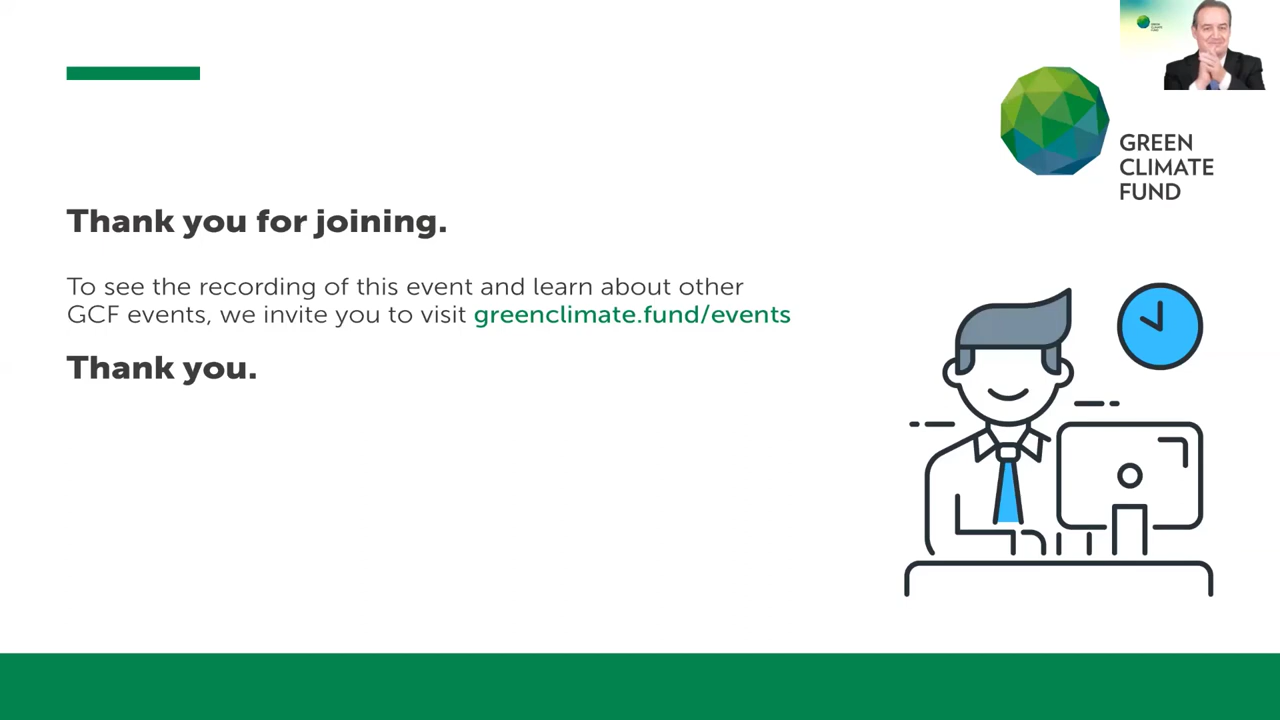 GREEN
CLIMATE
FUND
Thank you for joining.
To see the recording of this event and learn about other
GCF events, we invite you to visit greenclimate.fund/events
Thank you.